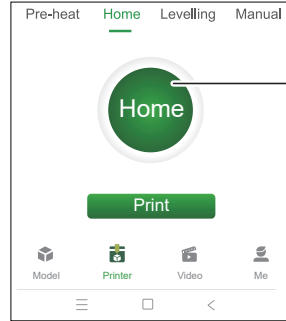 Pre-heat Home Levelling Manual
Home
Print
Model Printer Video Me